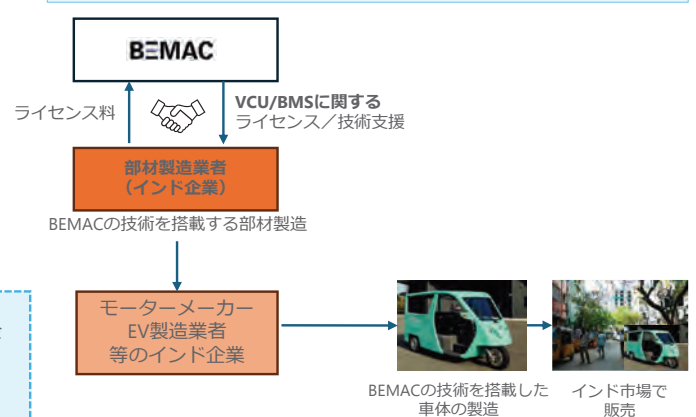 BEMAC
ライセンス料
VCU/BMSに関する
ライセンス／技術支援
部材製造業者
（インド企業）
BEMACの技術を搭載する部材製造
モーターメーカー
EV製造業者
等のインド企業
BEMACの技術を搭載した
車体の製造
インド市場で
販売